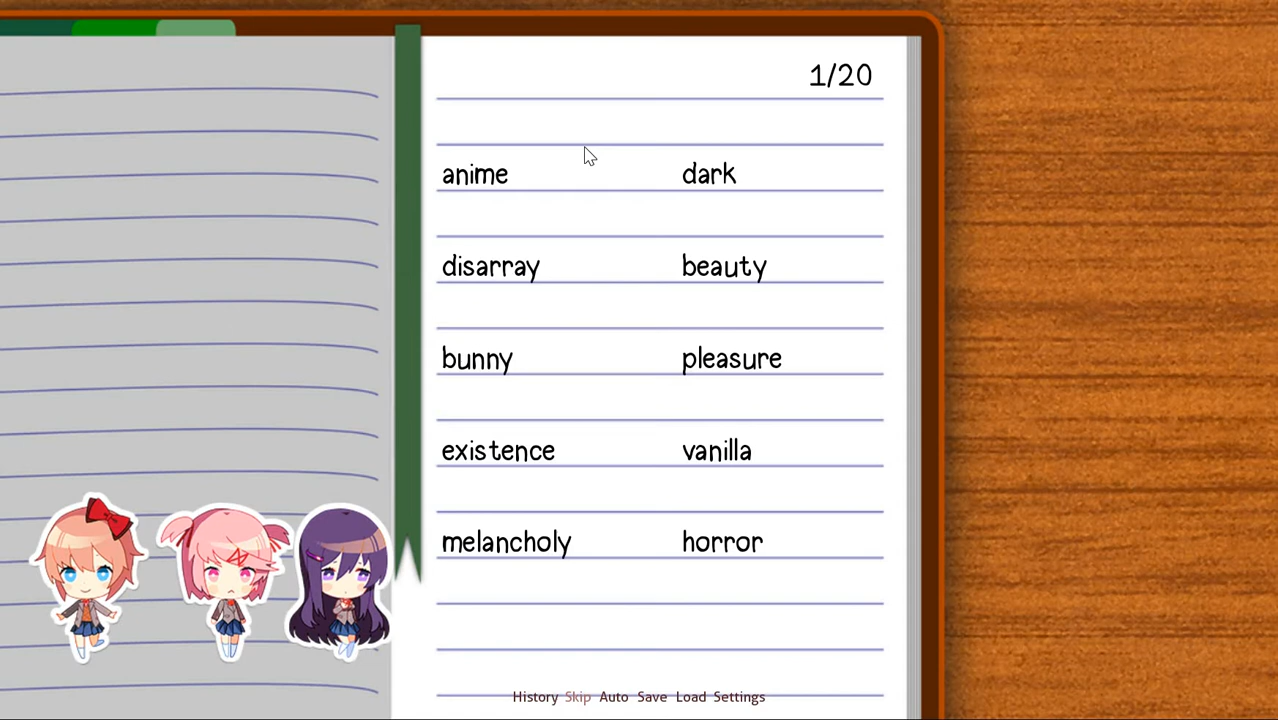 1/20
anime dark
disarray beauty
bunny pleasure
existence vanilla
melancholy horror
History Skip Auto Save Load Settings